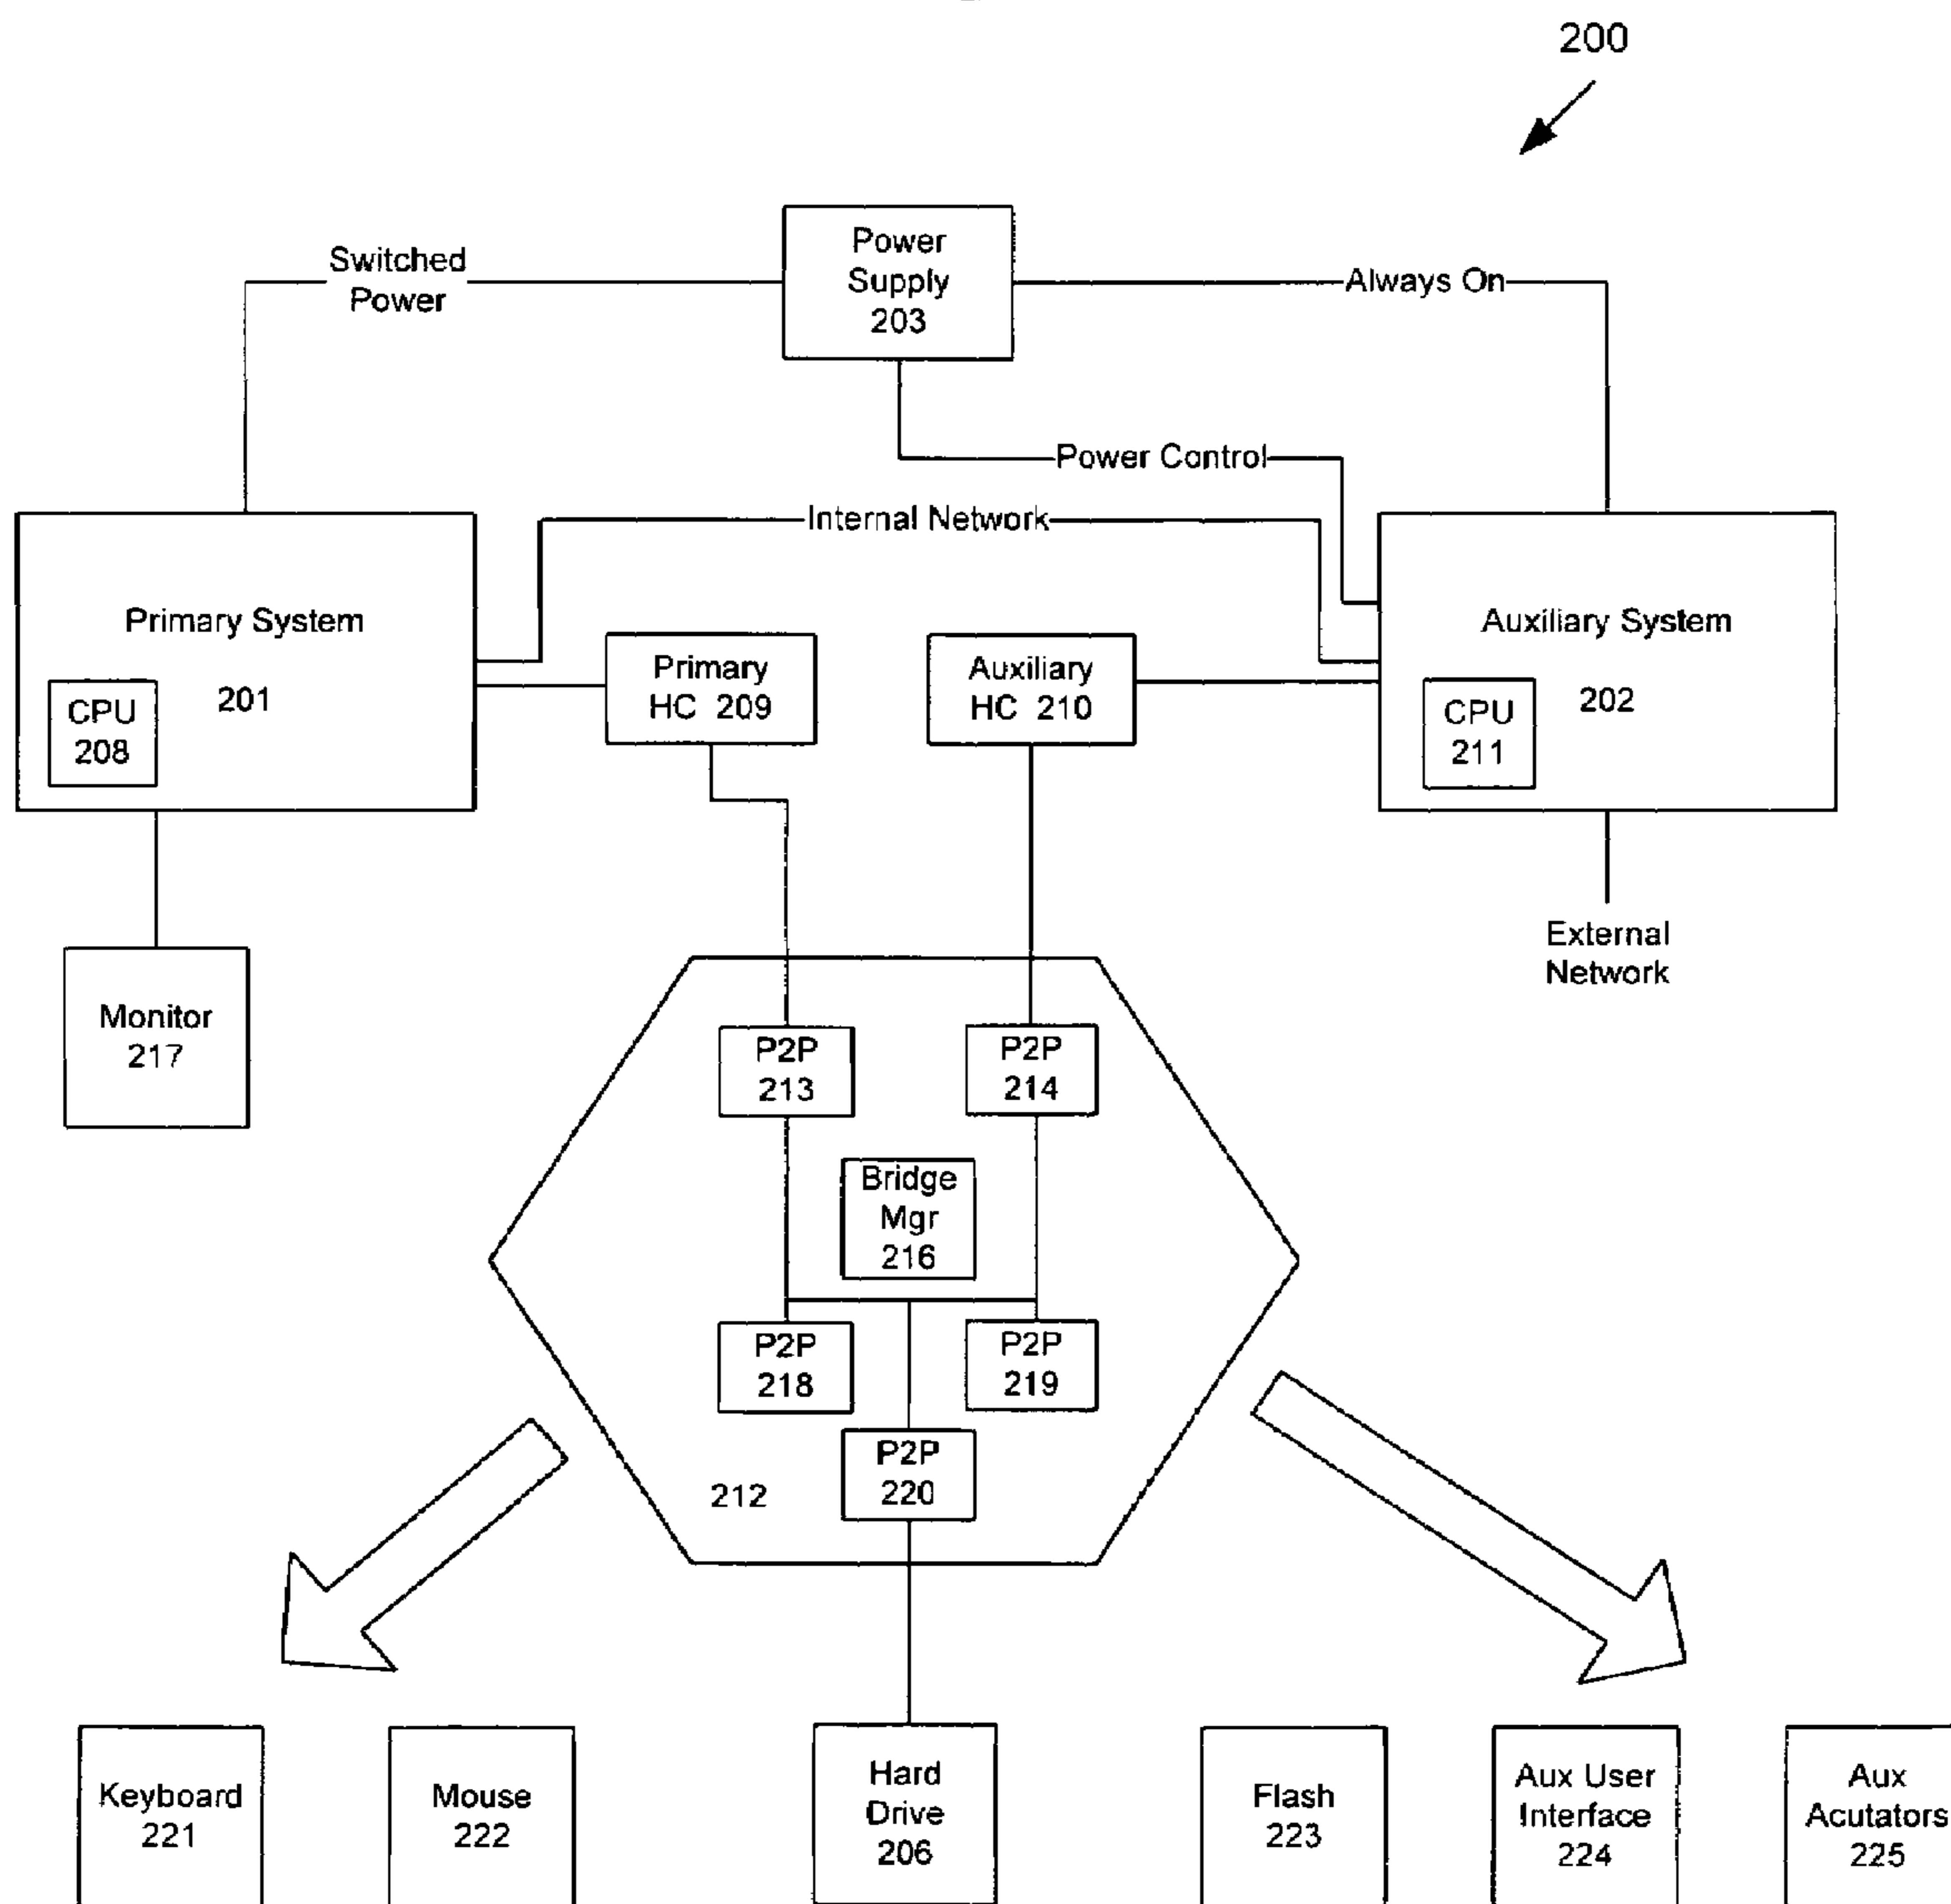 200
Power
Supply
203
Switched
Power
Always On
Power Control
Internal Network
Primary System
201
CPU
208
Primary
HC 209
Auxiliary
HC 210
Auxiliary System
202
CPU
211
External
Network
Monitor
217
P2P
213
P2P
214
Bridge
Mgr
216
P2P
218
P2P
219
P2P
220
212
Keyboard
221
Mouse
222
Hard
Drive
206
Flash
223
Aux User
Interface
224
Aux
Acutators
225